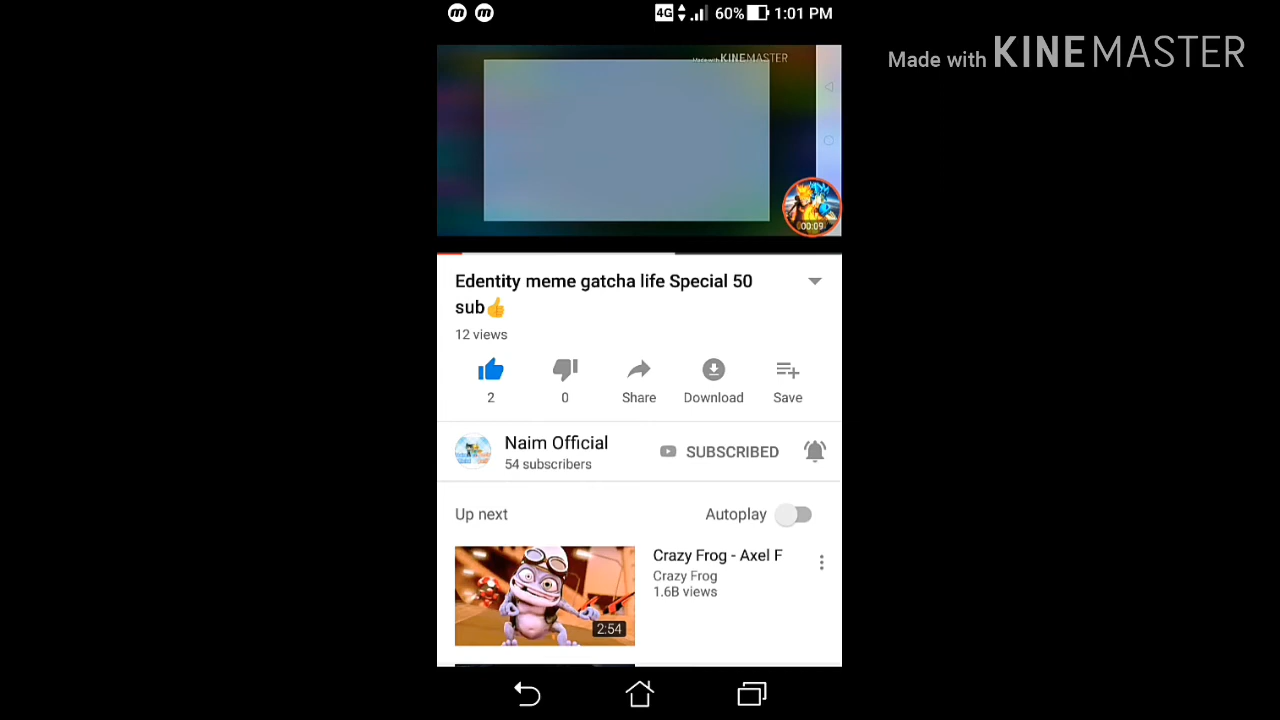 4G 60% 1:01 PM
Made with KINEMASTER
Made with KINEMASTER
00:09
Edentity meme gatcha life Special 50
sub👍
12 views
2 0 Share Download Save
Naim Official
54 subscribers
SUBSCRIBED
Up next Autoplay
Crazy Frog - Axel F
Crazy Frog
1.6B views
2:54